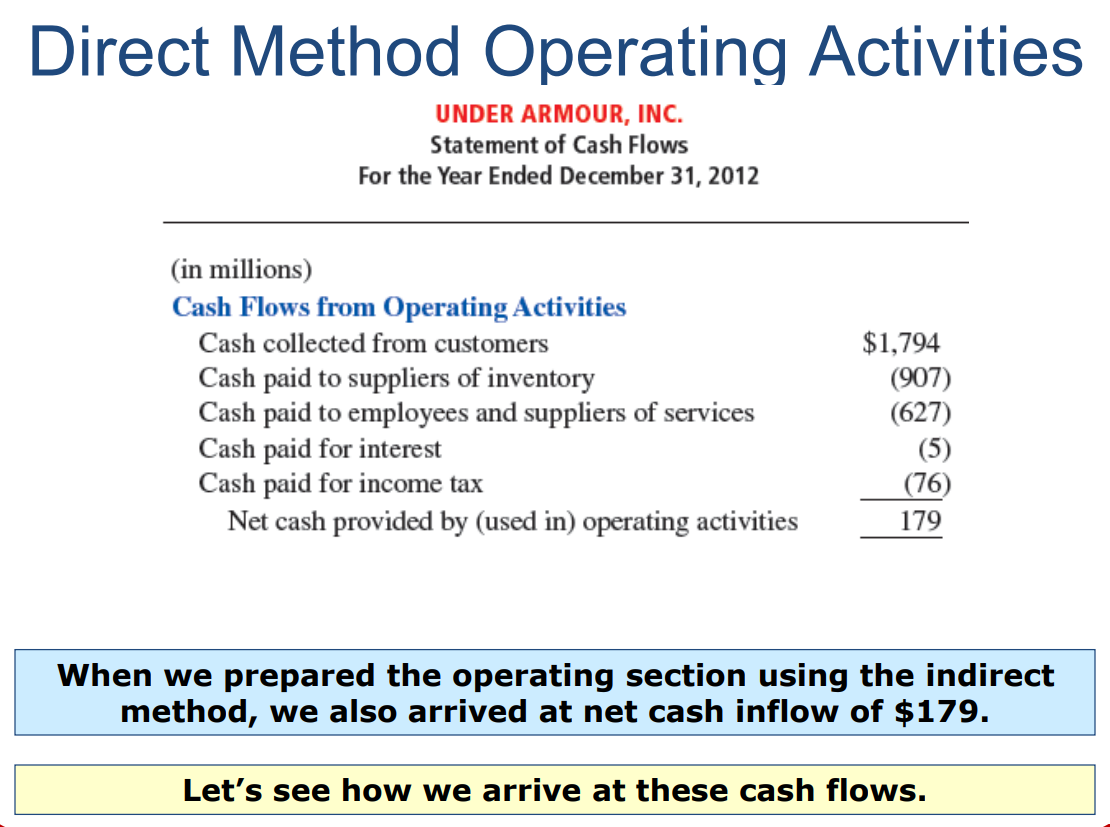 Direct Method Operating Activities
UNDER ARMOUR, INC.
Statement of Cash Flows
For the Year Ended December 31, 2012
(in millions)
Cash Flows from Operating Activities
Cash collected from customers $1,794
Cash paid to suppliers of inventory (907)
Cash paid to employees and suppliers of services (627)
Cash paid for interest (5)
Cash paid for income tax (76)
Net cash provided by (used in) operating activities 179
When we prepared the operating section using the indirect
method, we also arrived at net cash inflow of $179.
Let’s see how we arrive at these cash flows.